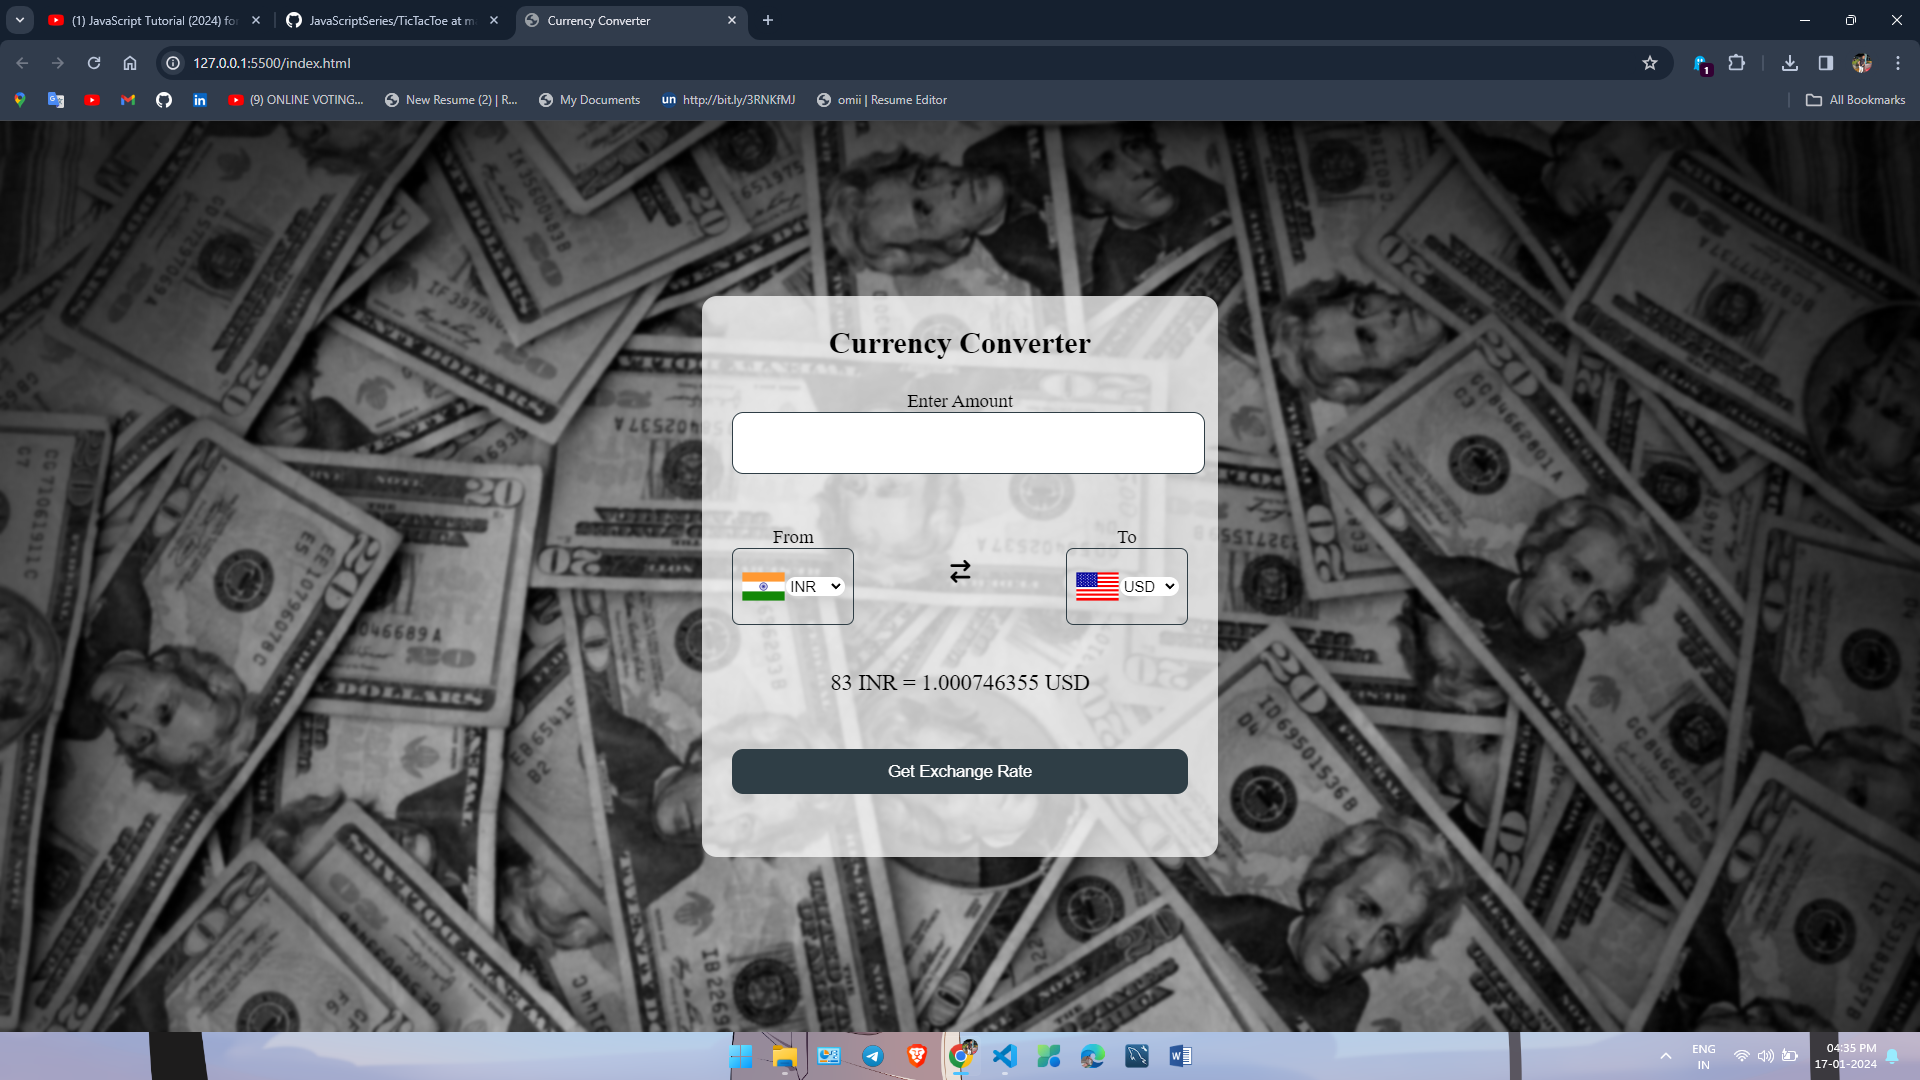 (1) JavaScript Tutorial (2024) fo
JavaScriptSeries/TicTacToe at m
Currency Converter
127.0.0.1:5500/index.html
1
(9) ONLINE VOTING...
New Resume (2) | R...
My Documents
un http://bit.ly/3RNKfMJ
omii | Resume Editor
All Bookmarks
Currency Converter
Enter Amount
From
To
INR
USD
83 INR = 1.000746355 USD
Get Exchange Rate
ENG
IN
04:35 PM
17-01-2024